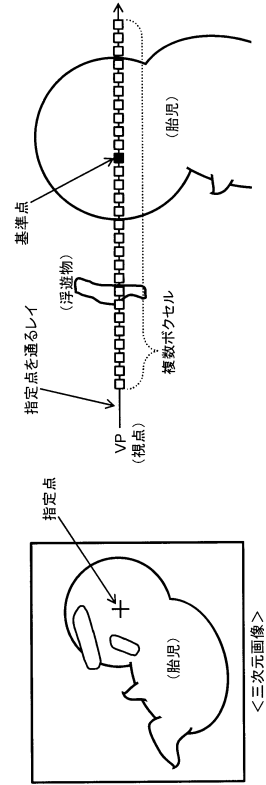 指定点
(胎児)
<三次元画像>
指定点を通るレイ
(浮遊物)
基準点
VP
(視点)
(胎児)
複数ボクセル